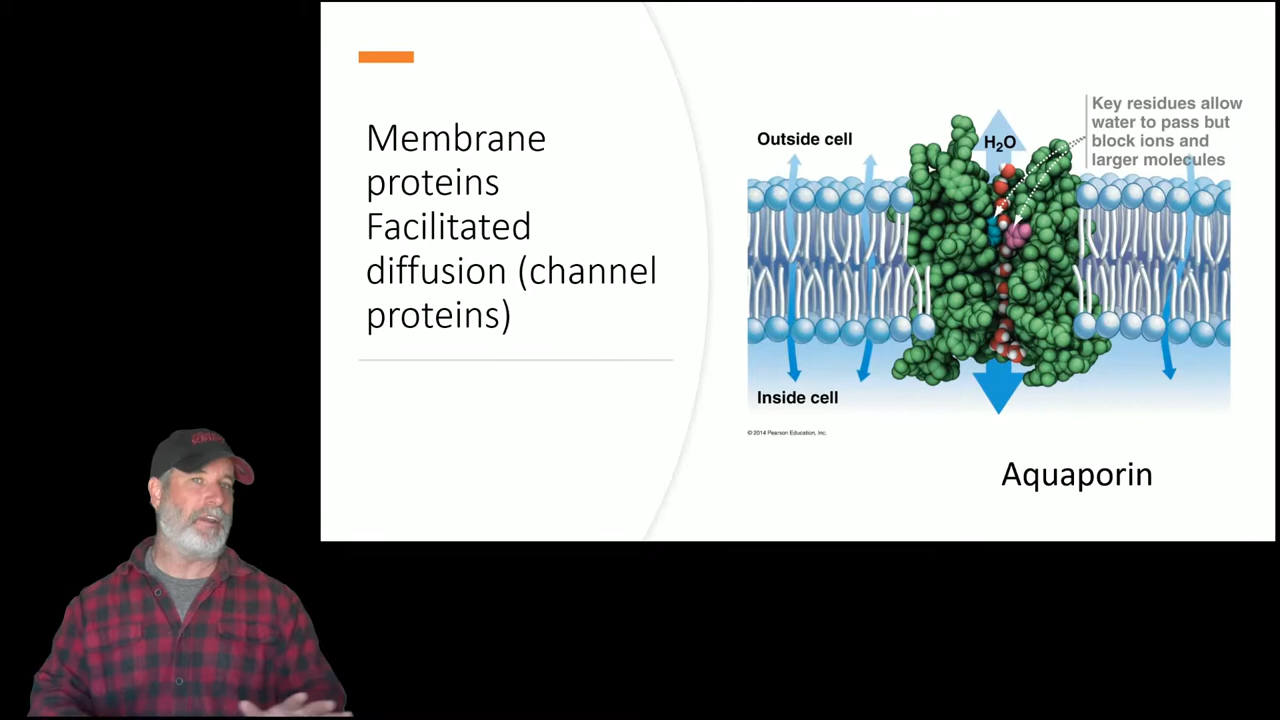 Membrane
proteins
Facilitated
diffusion (channel
proteins)
Outside cell
H₂O
Key residues allow
water to pass but
block ions and
larger molecules
Inside cell
© 2014 Pearson Education, Inc.
Aquaporin